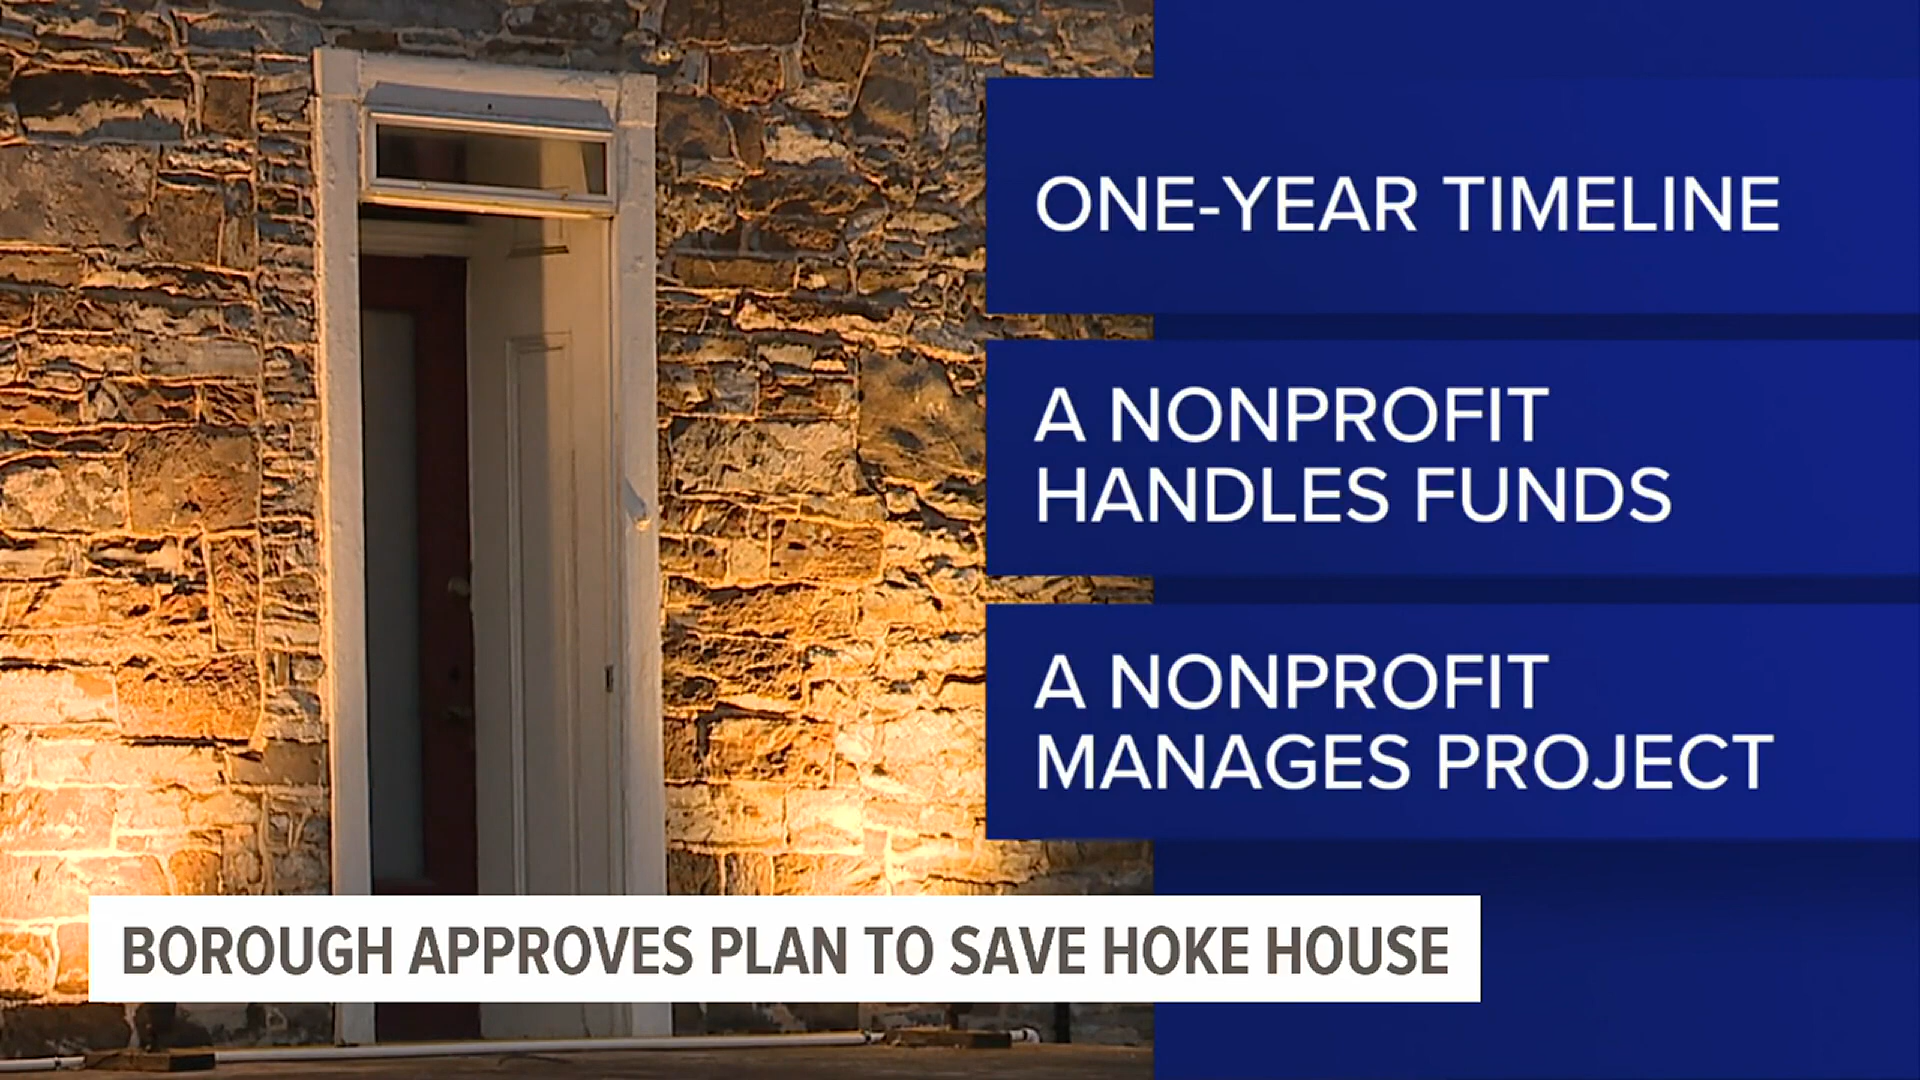 ONE-YEAR TIMELINE
A NONPROFIT
HANDLES FUNDS
A NONPROFIT
MANAGES PROJECT
BOROUGH APPROVES PLAN TO SAVE HOKE HOUSE